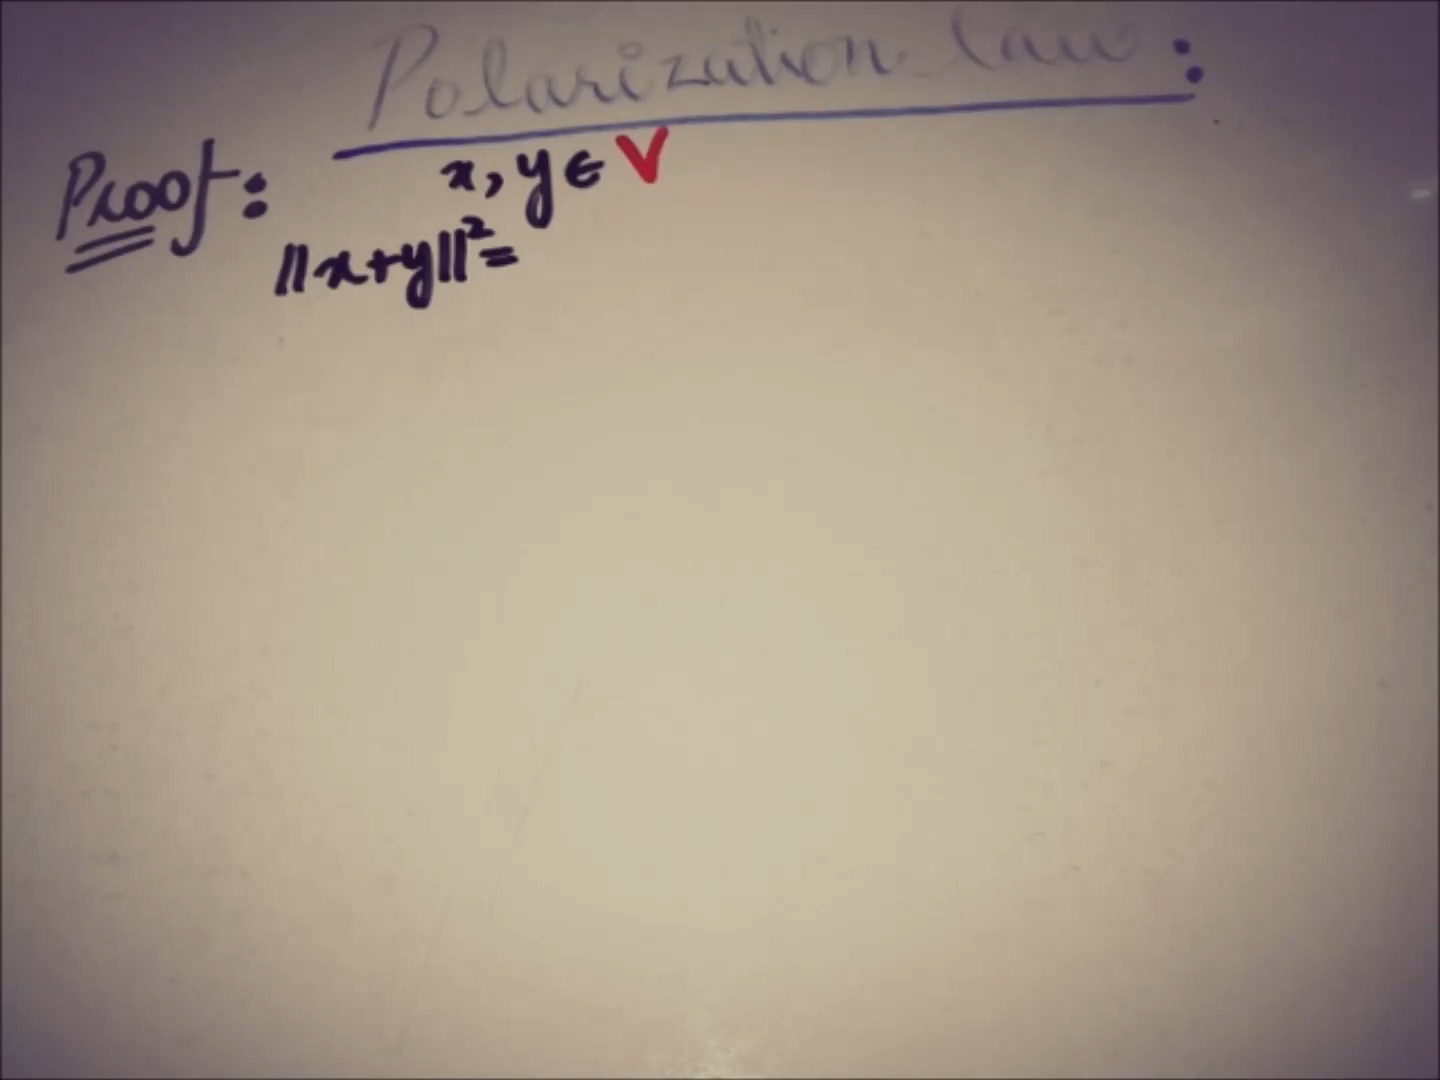 Polarization law :
Proof :
x, y ∈ V
||x+y||² =